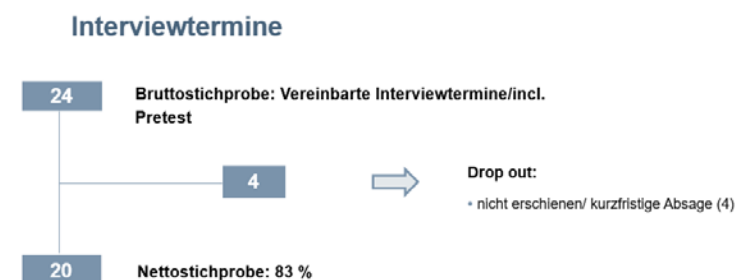 Interviewtermine
24
Bruttostichprobe: Vereinbarte Interviewtermine/incl.
Pretest
4
Drop out:
• nicht erschienen/ kurzfristige Absage (4)
20
Nettostichprobe: 83 %